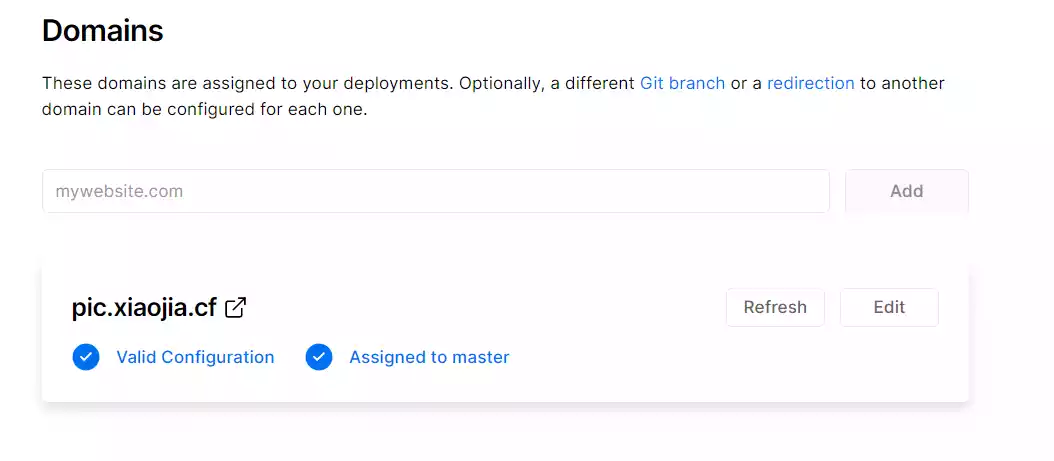 Domains
These domains are assigned to your deployments. Optionally, a different Git branch or a redirection to another
domain can be configured for each one.
mywebsite.com
Add
pic.xiaojia.cf
Refresh
Edit
Valid Configuration
Assigned to master